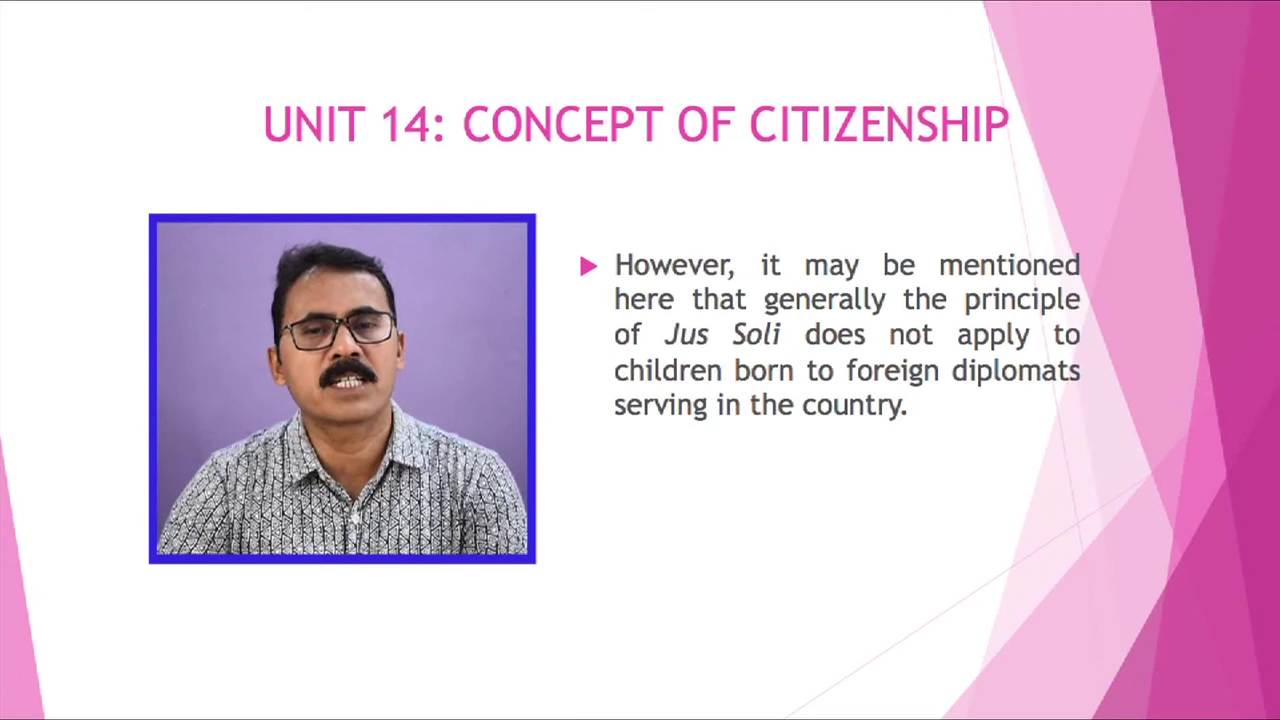 UNIT 14: CONCEPT OF CITIZENSHIP
However, it may be mentioned
here that generally the principle
of Jus Soli does not apply to
children born to foreign diplomats
serving in the country.